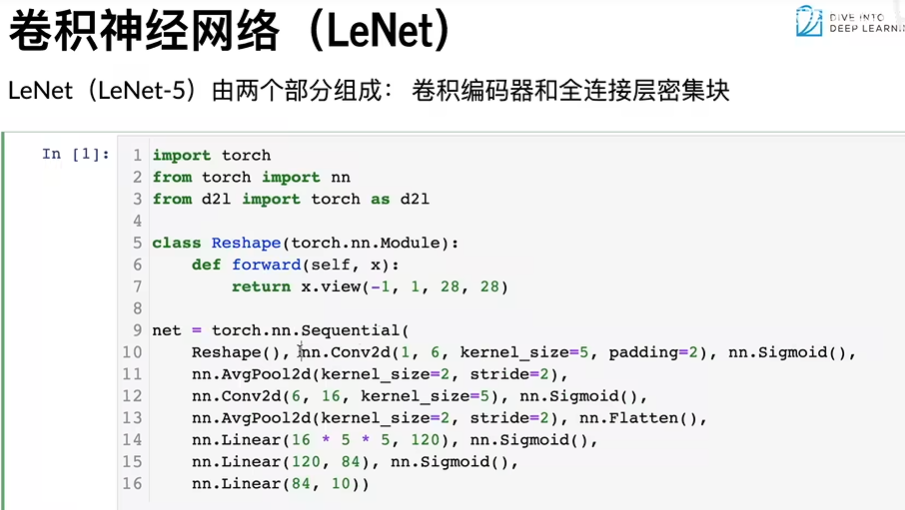 卷积神经网络（LeNet）
DIVE INTO
DEEP LEARNIN
LeNet（LeNet-5）由两个部分组成： 卷积编码器和全连接层密集块
In [1]:
1 import torch
2 from torch import nn
3 from d2l import torch as d2l
4
5 class Reshape(torch.nn.Module):
6     def forward(self, x):
7         return x.view(-1, 1, 28, 28)
8
9 net = torch.nn.Sequential(
10     Reshape(), nn.Conv2d(1, 6, kernel_size=5, padding=2), nn.Sigmoid(),
11     nn.AvgPool2d(kernel_size=2, stride=2),
12     nn.Conv2d(6, 16, kernel_size=5), nn.Sigmoid(),
13     nn.AvgPool2d(kernel_size=2, stride=2), nn.Flatten(),
14     nn.Linear(16 * 5 * 5, 120), nn.Sigmoid(),
15     nn.Linear(120, 84), nn.Sigmoid(),
16     nn.Linear(84, 10))